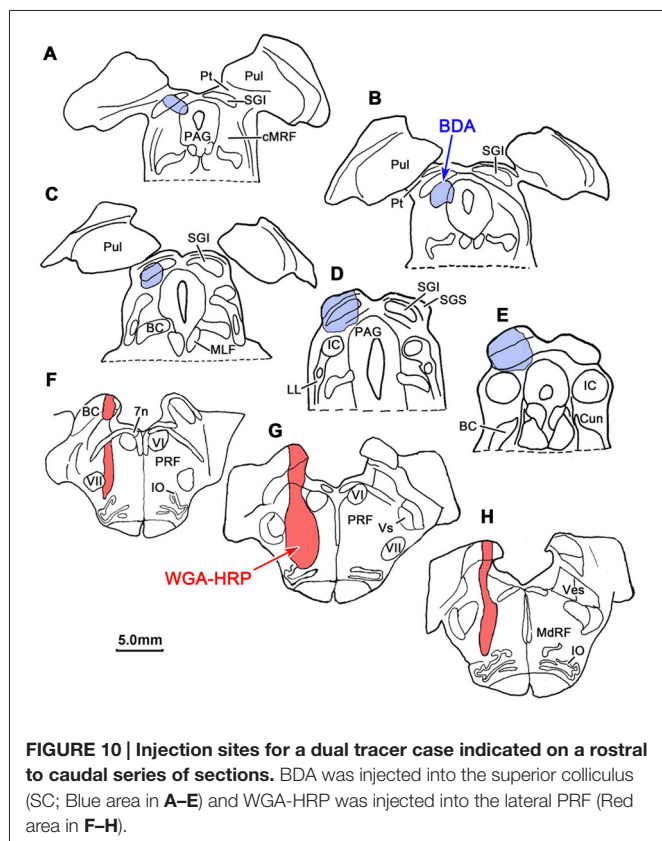 A
Pt
Pul
SGI
PAG
cMRF
B
BDA
SGI
Pul
Pt
C
Pul
SGI
BC
MLF
D
SGI
SGS
PAG
IC
LL
E
IC
BC
Cun
F
BC
7n
VI
PRF
VII
IO
G
VI
PRF
Vs
VII
WGA-HRP
H
Ves
MdRF
IO
5.0mm
FIGURE 10 | Injection sites for a dual tracer case indicated on a rostral
to caudal series of sections. BDA was injected into the superior colliculus
(SC; Blue area in A–E) and WGA-HRP was injected into the lateral PRF (Red
area in F–H).